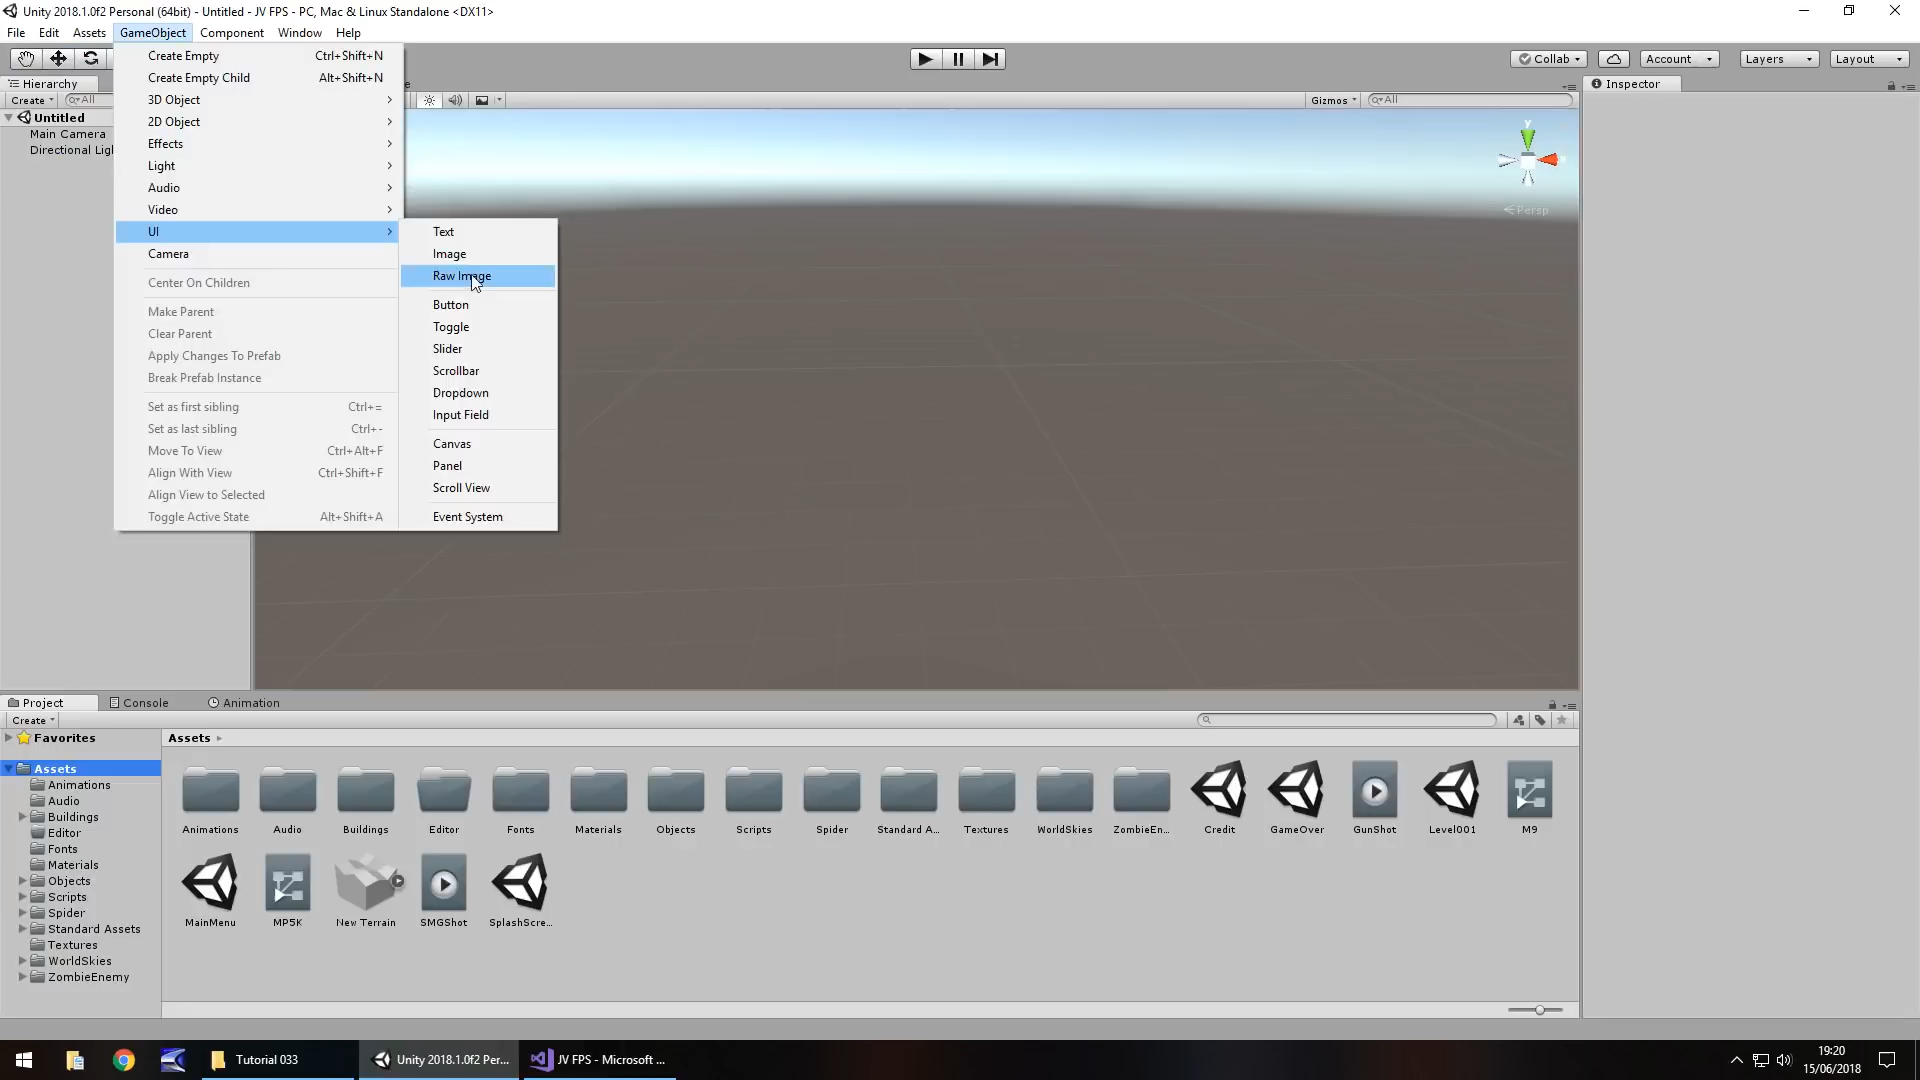 Unity 2018.1.0f2 Personal (64bit) - Untitled - JV FPS - PC, Mac & Linux Standalone <DX11>
File Edit Assets GameObject Component Window Help
Collab Account Layers Layout
Hierarchy
Inspector
Create All
Gizmos All
Untitled
Main Camera
Directional Ligh
Create Empty Ctrl+Shift+N
Create Empty Child Alt+Shift+N
3D Object
2D Object
Effects
Light
Audio
Video
UI
Camera
Center On Children
Make Parent
Clear Parent
Apply Changes To Prefab
Break Prefab Instance
Set as first sibling Ctrl+=
Set as last sibling Ctrl+-
Move To View Ctrl+Alt+F
Align With View Ctrl+Shift+F
Align View to Selected
Toggle Active State Alt+Shift+A
Text
Image
Raw Image
Button
Toggle
Slider
Scrollbar
Dropdown
Input Field
Canvas
Panel
Scroll View
Event System
y
Persp
Project Console Animation
Create
Favorites
Assets
Animations
Audio
Buildings
Editor
Fonts
Materials
Objects
Scripts
Spider
Standard Assets
Textures
WorldSkies
ZombieEnemy
Assets
Animations Audio Buildings Editor Fonts Materials Objects Scripts Spider Standard A... Textures WorldSkies ZombieEn... Credit GameOver GunShot Level001 M9
MainMenu MP5K New Terrain SMGShot SplashScre...
Tutorial 033 Unity 2018.1.0f2 Per... JV FPS - Microsoft ...
19:20
15/06/2018